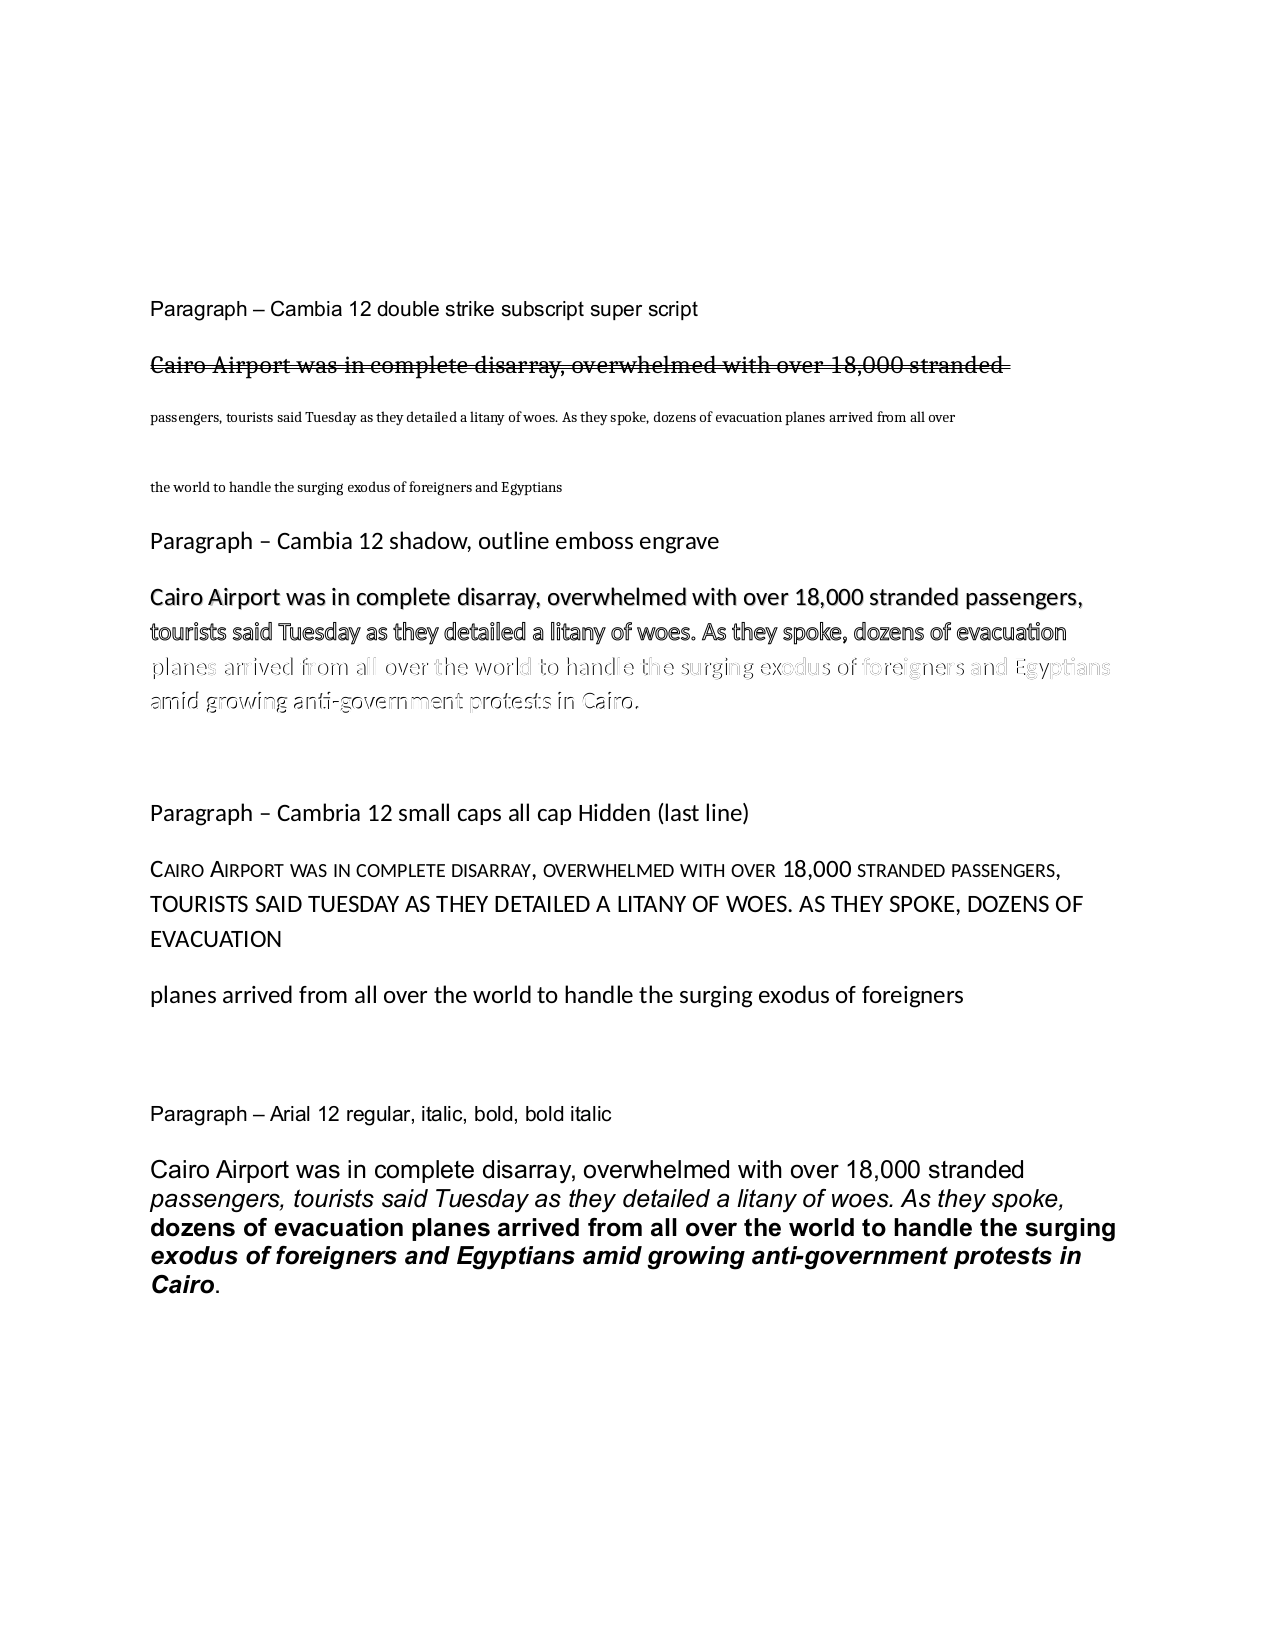 Paragraph – Cambia 12 double strike subscript super script
Cairo Airport was in complete disarray, overwhelmed with over 18,000 stranded
passengers, tourists said Tuesday as they detailed a litany of woes. As they spoke, dozens of evacuation planes arrived from all over
the world to handle the surging exodus of foreigners and Egyptians
Paragraph – Cambia 12 shadow, outline emboss engrave
Cairo Airport was in complete disarray, overwhelmed with over 18,000 stranded passengers,
tourists said Tuesday as they detailed a litany of woes. As they spoke, dozens of evacuation
planes arrived from all over the world to handle the surging exodus of foreigners and Egyptians
amid growing anti-government protests in Cairo.
Paragraph – Cambria 12 small caps all cap Hidden (last line)
CAIRO AIRPORT WAS IN COMPLETE DISARRAY, OVERWHELMED WITH OVER 18,000 STRANDED PASSENGERS,
TOURISTS SAID TUESDAY AS THEY DETAILED A LITANY OF WOES. AS THEY SPOKE, DOZENS OF
EVACUATION
planes arrived from all over the world to handle the surging exodus of foreigners
Paragraph – Arial 12 regular, italic, bold, bold italic
Cairo Airport was in complete disarray, overwhelmed with over 18,000 stranded
passengers, tourists said Tuesday as they detailed a litany of woes. As they spoke,
dozens of evacuation planes arrived from all over the world to handle the surging
exodus of foreigners and Egyptians amid growing anti-government protests in
Cairo.